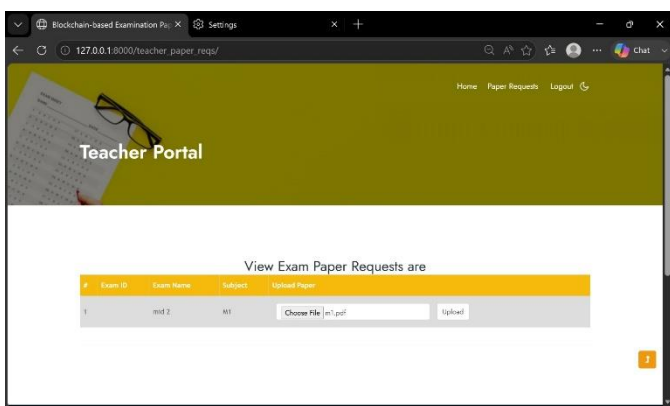 Blockchain-based Examination Pap
Settings
127.0.0.1:8000/teacher_paper_reqs/
Chat
Home Paper Requests Logout
Teacher Portal
View Exam Paper Requests are
# Exam ID Exam Name Subject Upload Paper
1 mid 2 M1 Choose File m1.pdf Upload